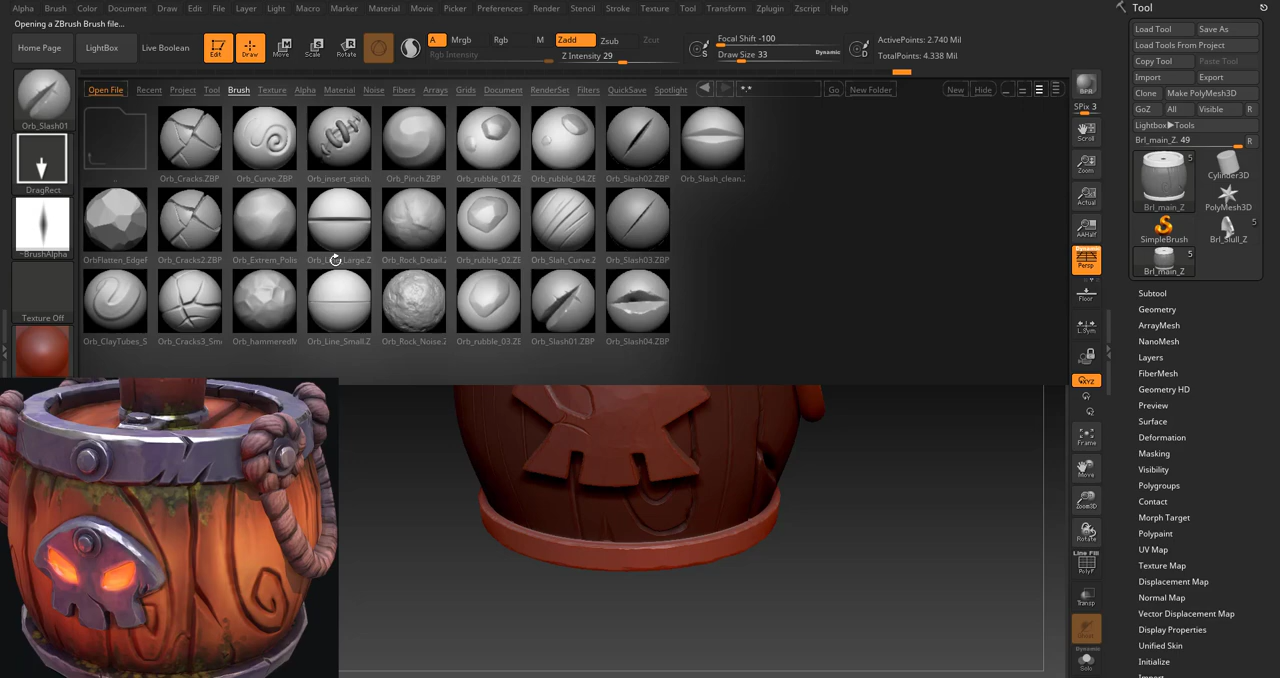 Alpha Brush Color Document Draw Edit File Layer Light Macro Marker Material Movie Picker Preferences Render Stencil Stroke Texture Tool Transform Zplugin Zscript Help
Opening a ZBrush Brush file...
Home Page LightBox Live Boolean Edit Draw Move Scale Rotate
A Mrgb Rgb M Zadd Zsub Zcut
Rgb Intensity Z Intensity 29
Focal Shift -100
Draw Size 33 Dynamic
S D
ActivePoints: 2.740 Mil
TotalPoints: 4.338 Mil
Open File Recent Project Tool Brush Texture Alpha Material Noise Fibers Arrays Grids Document RenderSet Filters QuickSave Spotlight *.* Go New Folder New Hide
Orb_Slash01
DragRect
~BrushAlpha
Texture Off
.. Orb_Cracks.ZBP Orb_Curve.ZBP Orb_insert_stitch. Orb_Pinch.ZBP Orb_rubble_01.Z Orb_rubble_04.Z Orb_Slash02.ZBP Orb_Slash_clean.
OrbFlatten_EdgeF Orb_Cracks2.ZBP Orb_Extrem_Polis Orb_Rock_Detail.Z Orb_rubble_02.Z Orb_Slah_Curve.Z Orb_Slash03.ZBP
Orb_ClayTubes_S Orb_Cracks3_Smo Orb_hammeredM Orb_Line_Small.Z Orb_Rock_Noise.Z Orb_rubble_03.Z Orb_Slash01.ZBP Orb_Slash04.ZBP
BPR
SPix 3
Scroll
Zoom
Actual
AAHalf
Dynamic
Persp
Floor
L.Sym
XYZ
Frame
Move
Zoom3D
Rotate
Line Fill
PolyF
Transp
Dynamic
Solo
Tool
Load Tool Save As
Load Tools From Project
Copy Tool Paste Tool
Import Export
Clone Make PolyMesh3D
GoZ All Visible R
Lightbox▶Tools
Brl_main_Z. 49 R
5
Brl_main_Z
Cylinder3D
PolyMesh3D
SimpleBrush
5
Brl_Skull_Z
5
Brl_main_Z
Subtool
Geometry
ArrayMesh
NanoMesh
Layers
FiberMesh
Geometry HD
Preview
Surface
Deformation
Masking
Visibility
Polygroups
Contact
Morph Target
Polypaint
UV Map
Texture Map
Displacement Map
Normal Map
Vector Displacement Map
Display Properties
Unified Skin
Initialize
Import